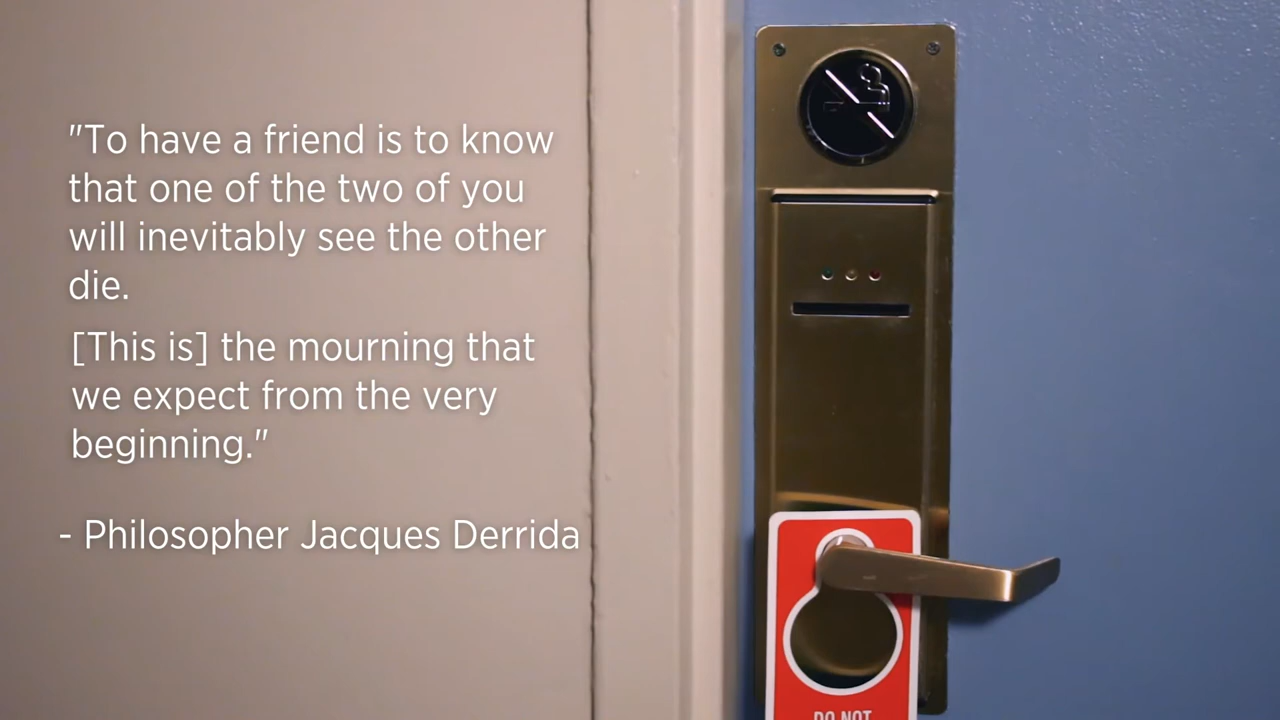 "To have a friend is to know
that one of the two of you
will inevitably see the other
die.
[This is] the mourning that
we expect from the very
beginning."
- Philosopher Jacques Derrida
DO NOT